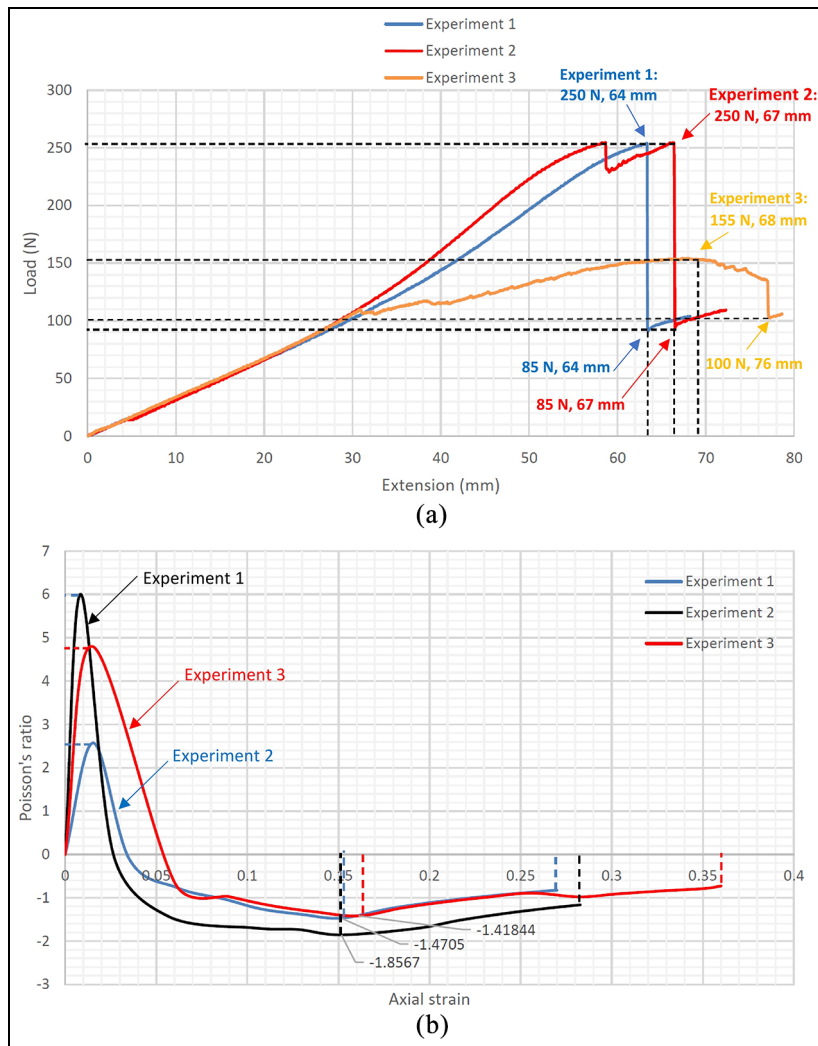 Experiment 1
Experiment 2
Experiment 3
Experiment 1:
250 N, 64 mm
Experiment 2:
250 N, 67 mm
Experiment 3:
155 N, 68 mm
85 N, 64 mm
85 N, 67 mm
100 N, 76 mm
300
250
200
150
100
50
0
Load (N)
0 10 20 30 40 50 60 70 80
Extension (mm)
(a)
7
6
5
4
3
2
1
0
-1
-2
-3
Poisson's ratio
Experiment 1
Experiment 3
Experiment 2
Experiment 1
Experiment 2
Experiment 3
0 0.05 0.1 0.15 0.2 0.25 0.3 0.35 0.4
-1.41844
-1.4705
-1.8567
Axial strain
(b)